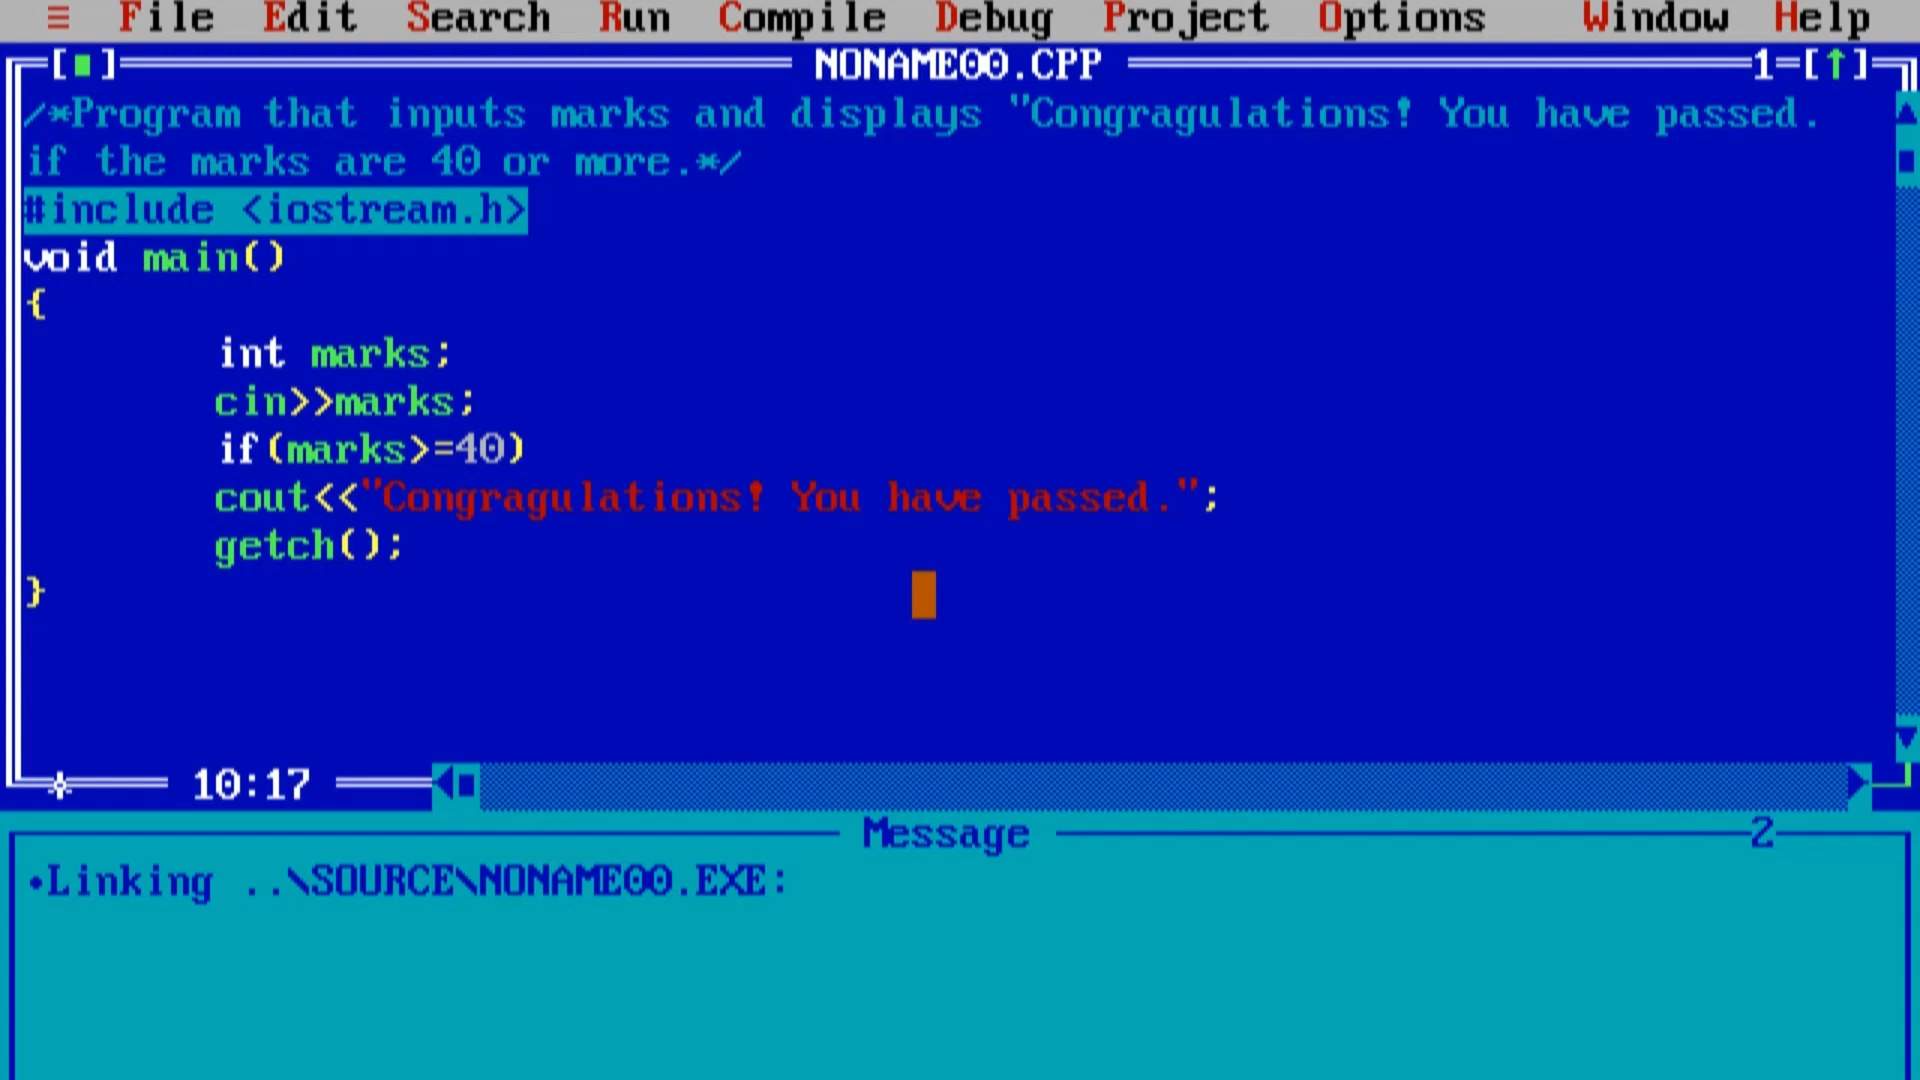 ≡ File Edit Search Run Compile Debug Project Options Window Help
[■] NONAME00.CPP 1=[↑]
/*Program that inputs marks and displays "Congragulations! You have passed.
if the marks are 40 or more.*/
#include <iostream.h>
void main()
{
int marks;
cin>>marks;
if(marks>=40)
cout<<"Congragulations! You have passed.";
getch();
}
10:17
Message 2
•Linking ..\SOURCE\NONAME00.EXE: